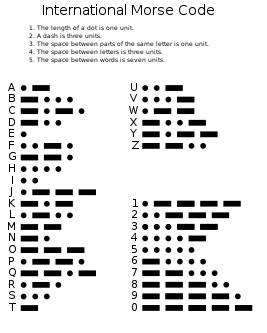 International Morse Code
1. The length of a dot is one unit.
2. A dash is three units.
3. The space between parts of the same letter is one unit.
4. The space between letters is three units.
5. The space between words is seven units.
A
B
C
D
E
F
G
H
I
J
K
L
M
N
O
P
Q
R
S
T
U
V
W
X
Y
Z
1
2
3
4
5
6
7
8
9
0